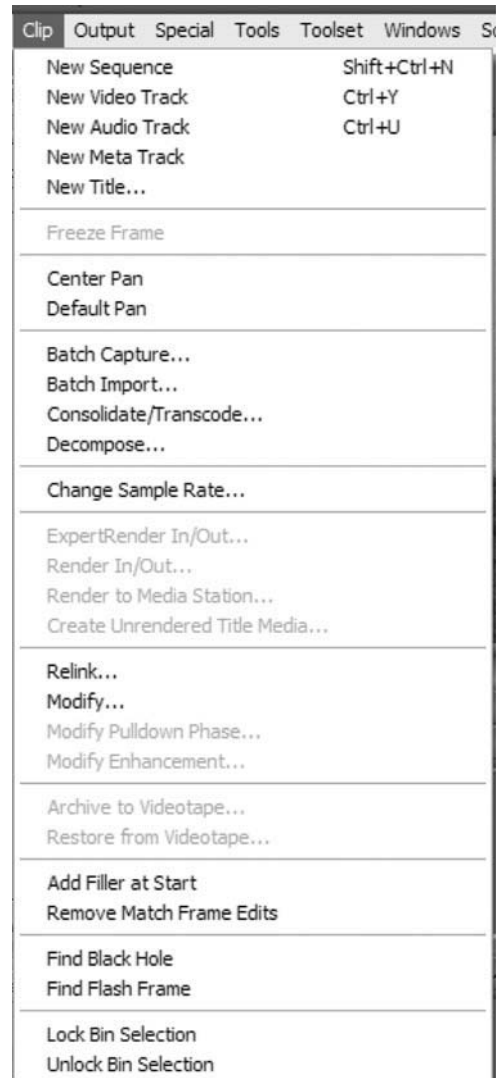 Clip Output Special Tools Toolset Windows
New Sequence Shift+Ctrl+N
New Video Track Ctrl+Y
New Audio Track Ctrl+U
New Meta Track
New Title...
Freeze Frame
Center Pan
Default Pan
Batch Capture...
Batch Import...
Consolidate/Transcode...
Decompose...
Change Sample Rate...
ExpertRender In/Out...
Render In/Out...
Render to Media Station...
Create Unrendered Title Media...
Relink...
Modify...
Modify Pulldown Phase...
Modify Enhancement...
Archive to Videotape...
Restore from Videotape...
Add Filler at Start
Remove Match Frame Edits
Find Black Hole
Find Flash Frame
Lock Bin Selection
Unlock Bin Selection